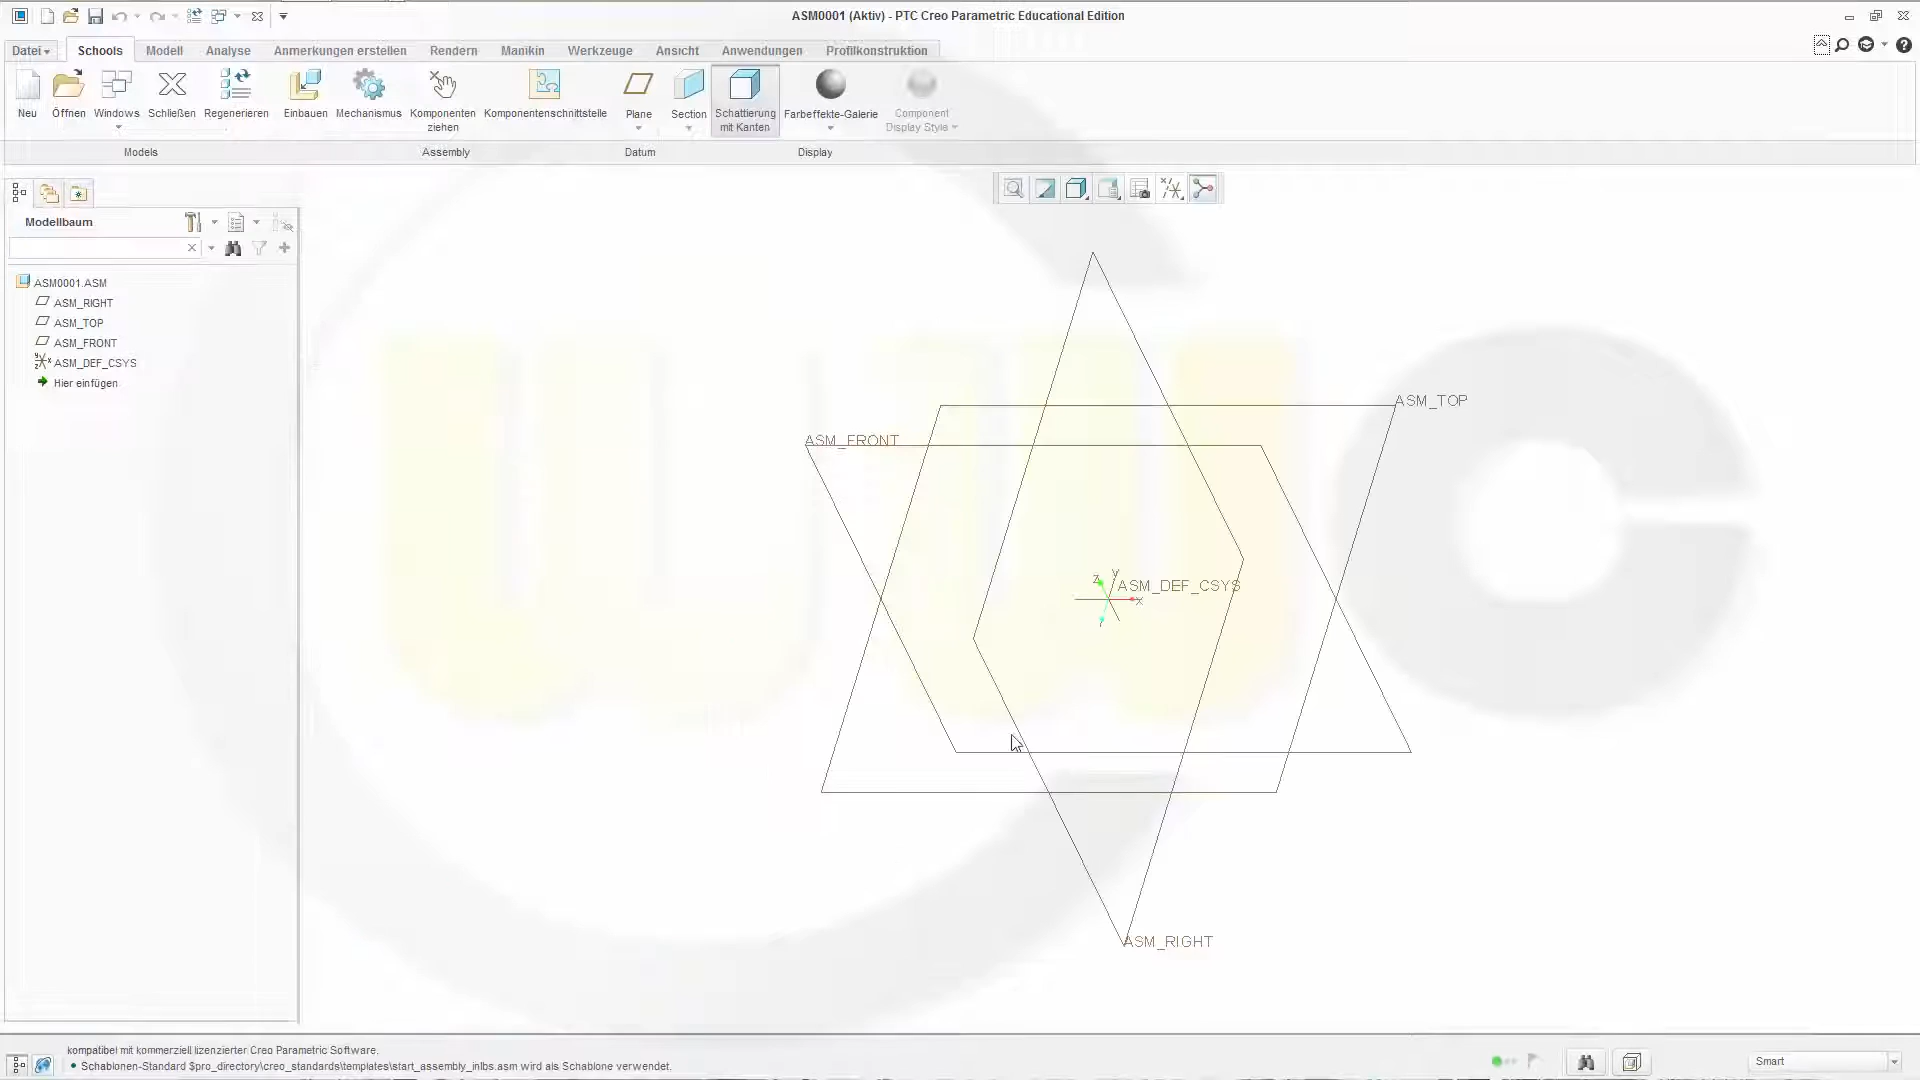 ASM0001 (Aktiv) - PTC Creo Parametric Educational Edition
Datei Schools Modell Analyse Anmerkungen erstellen Rendern Manikin Werkzeuge Ansicht Anwendungen Profilkonstruktion
Neu Öffnen Windows Schließen Regenerieren Einbauen Mechanismus Komponenten ziehen Komponentenschnittstelle Plane Section Schattierung mit Kanten Farbeffekte-Galerie Component Display Style
Models Assembly Datum Display
Modellbaum
ASM0001.ASM
ASM_RIGHT
ASM_TOP
ASM_FRONT
ASM_DEF_CSYS
Hier einfügen
ASM_TOP
ASM_FRONT
Z Y
ASM_DEF_CSYS
X
ASM_RIGHT
kompatibel mit kommerziell lizenzierter Creo Parametric Software.
• Schablonen-Standard $pro_directory\creo_standards\templates\start_assembly_inlbs.asm wird als Schablone verwendet.
Smart